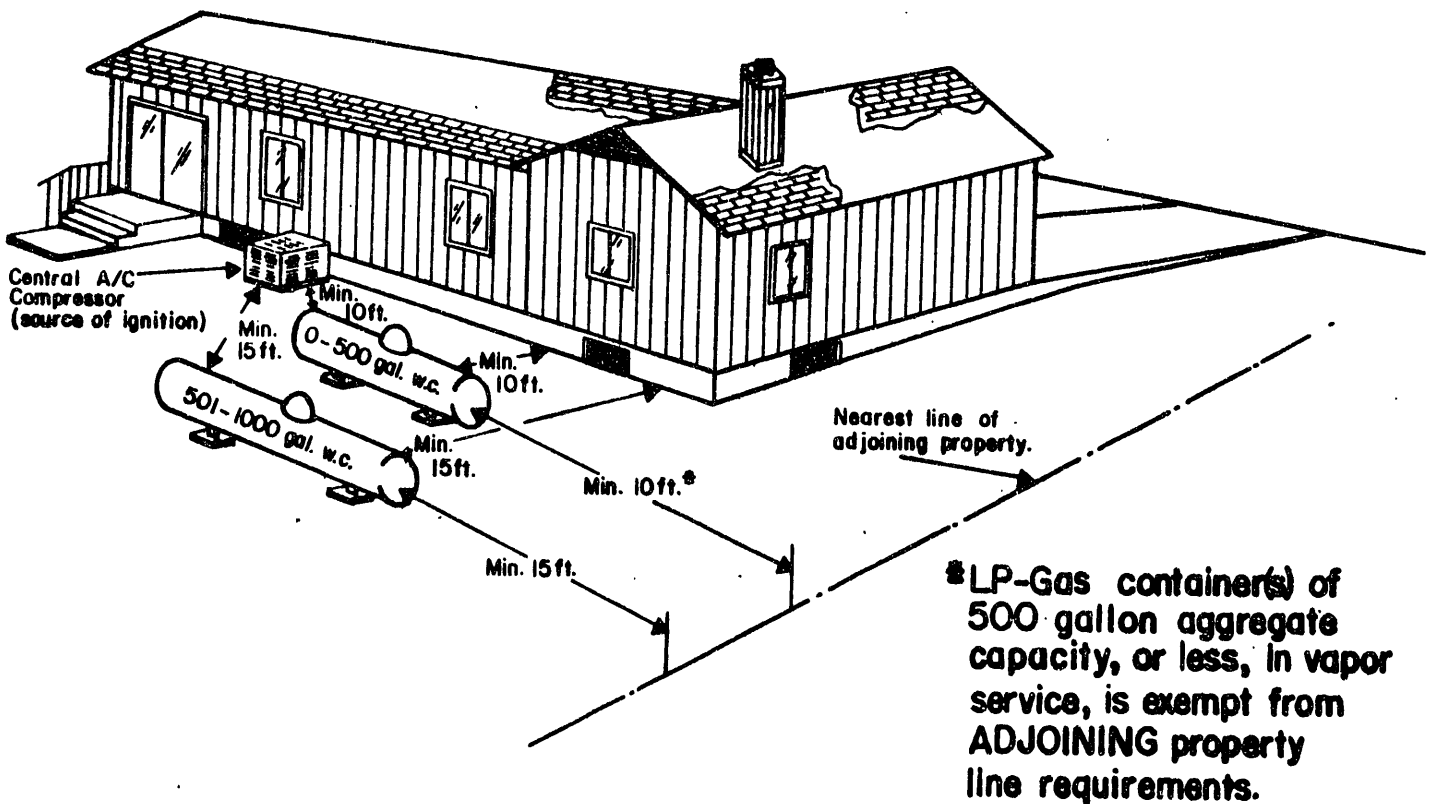 Central A/C
Compressor
(source of ignition)
Min.
10ft.
Min.
15ft.
0-500 gal. w.c.
Min.
10ft.
501-1000 gal. w.c.
Min.
15ft.
Nearest line of
adjoining property.
Min. 10ft.*
Min. 15ft.
*LP-Gas container(s) of
500 gallon aggregate
capacity, or less, in vapor
service, is exempt from
ADJOINING property
line requirements.